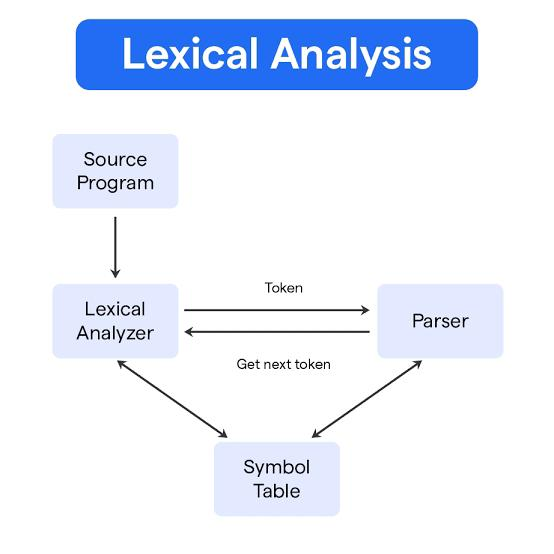 Lexical Analysis
Source
Program
Token
Lexical
Analyzer
Parser
Get next token
Symbol
Table